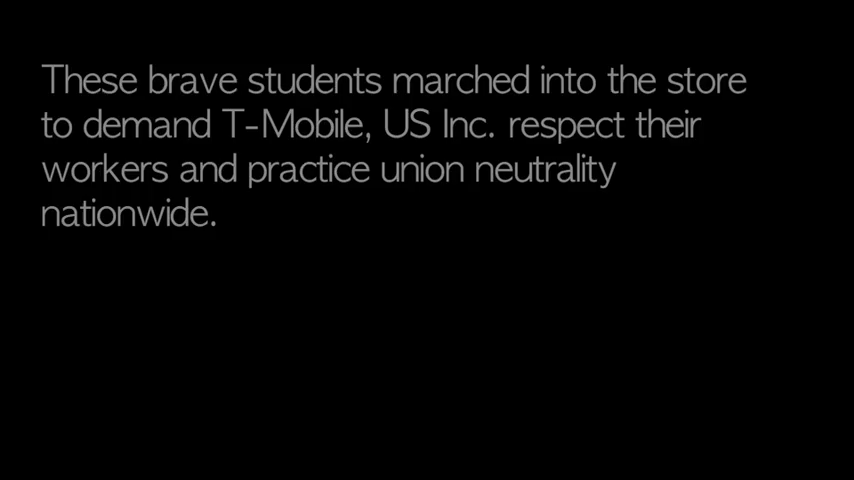 These brave students marched into the store
to demand T-Mobile, US Inc. respect their
workers and practice union neutrality
nationwide.